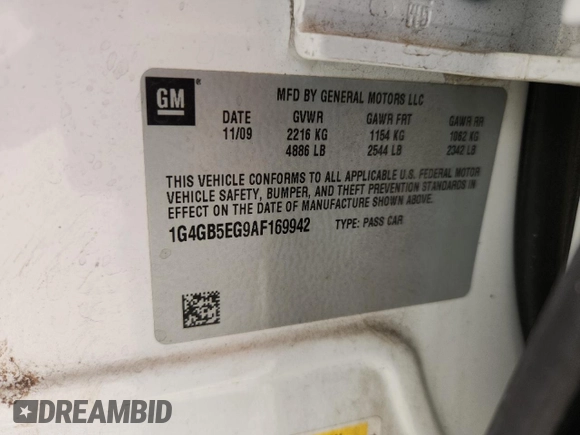 GM
MFD BY GENERAL MOTORS LLC
DATE GVWR GAWR FRT GAWR RR
11/09 2216 KG 1154 KG 1062 KG
4886 LB 2544 LB 2342 LB
THIS VEHICLE CONFORMS TO ALL APPLICABLE U.S. FEDERAL MOTOR
VEHICLE SAFETY, BUMPER, AND THEFT PREVENTION STANDARDS IN
EFFECT ON THE DATE OF MANUFACTURE SHOWN ABOVE.
1G4GB5EG9AF169942 TYPE: PASS CAR
DREAMBID